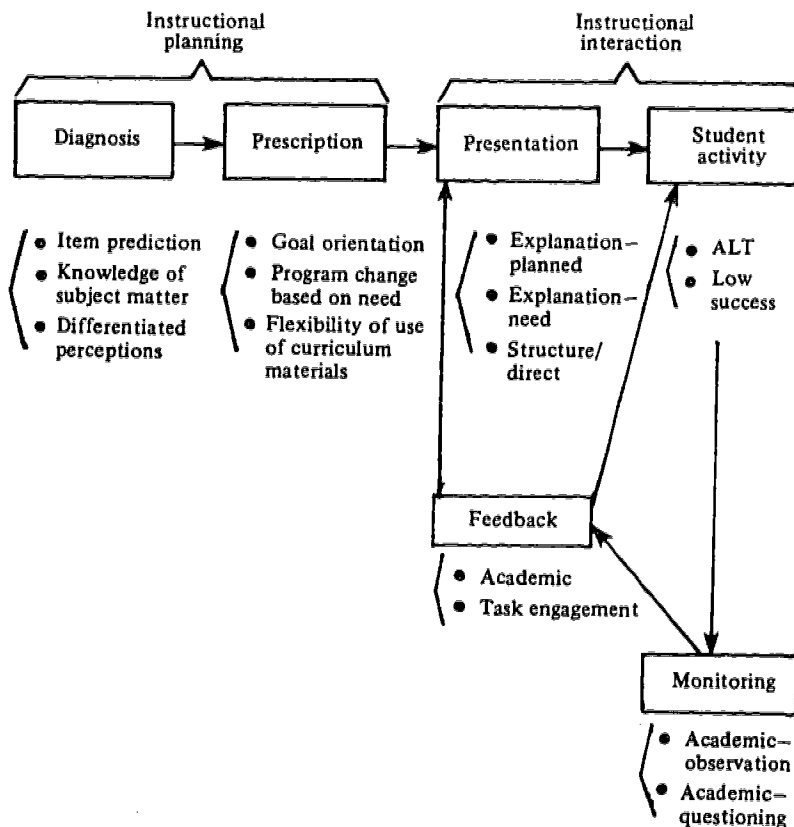 Instructional
planning
Instructional
interaction
Diagnosis
Prescription
Presentation
Student
activity
● Item prediction
● Knowledge of
subject matter
● Differentiated
perceptions
● Goal orientation
● Program change
based on need
● Flexibility of use
of curriculum
materials
● Explanation—
planned
● Explanation—
need
● Structure/
direct
● ALT
● Low
success
Feedback
● Academic
● Task engagement
Monitoring
● Academic—
observation
● Academic—
questioning